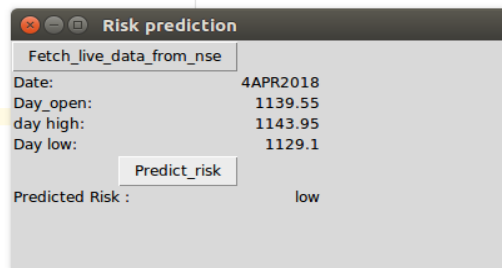 Risk prediction
Fetch_live_data_from_nse
Date: 4APR2018
Day_open: 1139.55
day high: 1143.95
Day low: 1129.1
Predict_risk
Predicted Risk : low